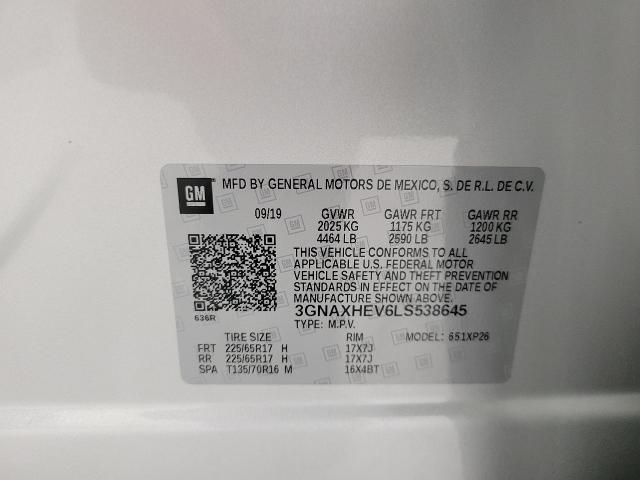 GM MFD BY GENERAL MOTORS DE MEXICO, S. DE R.L. DE C.V.
09/19 GVWR GAWR FRT GAWR RR
2025 KG 1175 KG 1200 KG
4464 LB 2590 LB 2645 LB
THIS VEHICLE CONFORMS TO ALL
APPLICABLE U.S. FEDERAL MOTOR
VEHICLE SAFETY AND THEFT PREVENTION
STANDARDS IN EFFECT ON THE DATE OF
MANUFACTURE SHOWN ABOVE.
3GNAXHEV6LS538645
636R TYPE: M.P.V.
TIRE SIZE RIM MODEL: 651XP26
FRT 225/65R17 H 17X7J
RR 225/65R17 H 17X7J
SPA T135/70R16 M 16X4BT